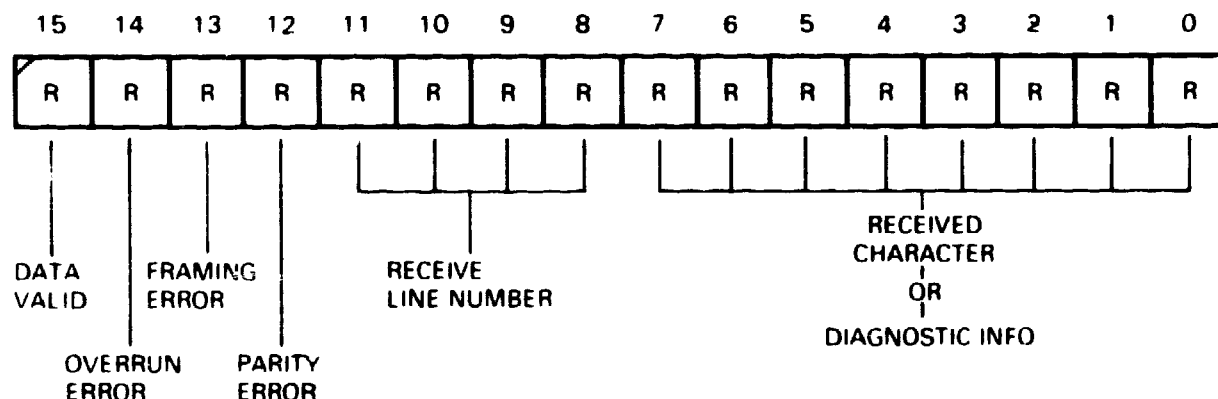 15 14 13 12 11 10 9 8 7 6 5 4 3 2 1 0
R R R R R R R R R R R R R R R R
DATA
VALID
FRAMING
ERROR
RECEIVE
LINE NUMBER
RECEIVED
CHARACTER
OR
DIAGNOSTIC INFO
OVERRUN
ERROR
PARITY
ERROR